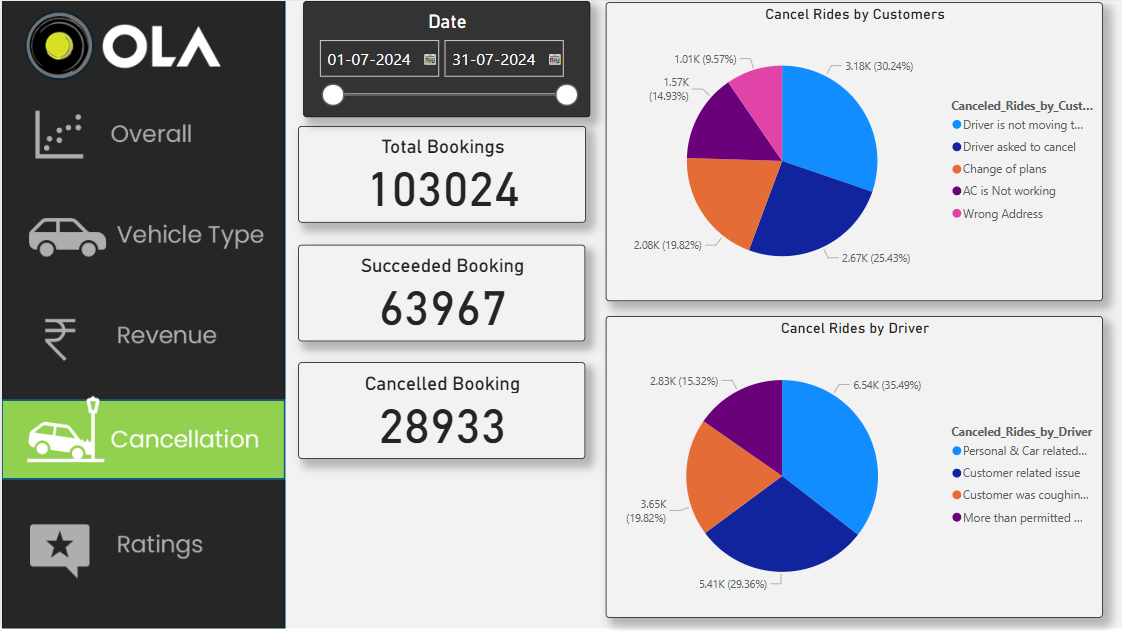 OLA
Overall
Vehicle Type
Revenue
Cancellation
Ratings
Date
01-07-2024
31-07-2024
Total Bookings
103024
Succeeded Booking
63967
Cancelled Booking
28933
Cancel Rides by Customers
1.01K (9.57%)
3.18K (30.24%)
1.57K
(14.93%)
2.08K (19.82%)
2.67K (25.43%)
Canceled_Rides_by_Cust...
Driver is not moving t...
Driver asked to cancel
Change of plans
AC is Not working
Wrong Address
Cancel Rides by Driver
2.83K (15.32%)
6.54K (35.49%)
3.65K
(19.82%)
5.41K (29.36%)
Canceled_Rides_by_Driver
Personal & Car related...
Customer related issue
Customer was coughin...
More than permitted ...